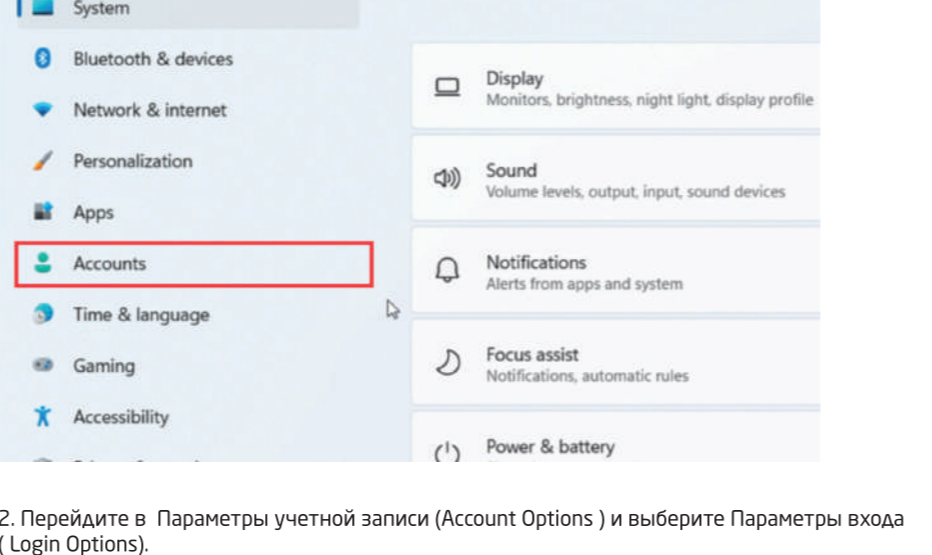 System
Bluetooth & devices
Network & internet
Personalization
Apps
Accounts
Time & language
Gaming
Accessibility
Display
Monitors, brightness, night light, display profile
Sound
Volume levels, output, input, sound devices
Notifications
Alerts from apps and system
Focus assist
Notifications, automatic rules
Power & battery
2. Перейдите в Параметры учетной записи (Account Options ) и выберите Параметры входа
( Login Options).